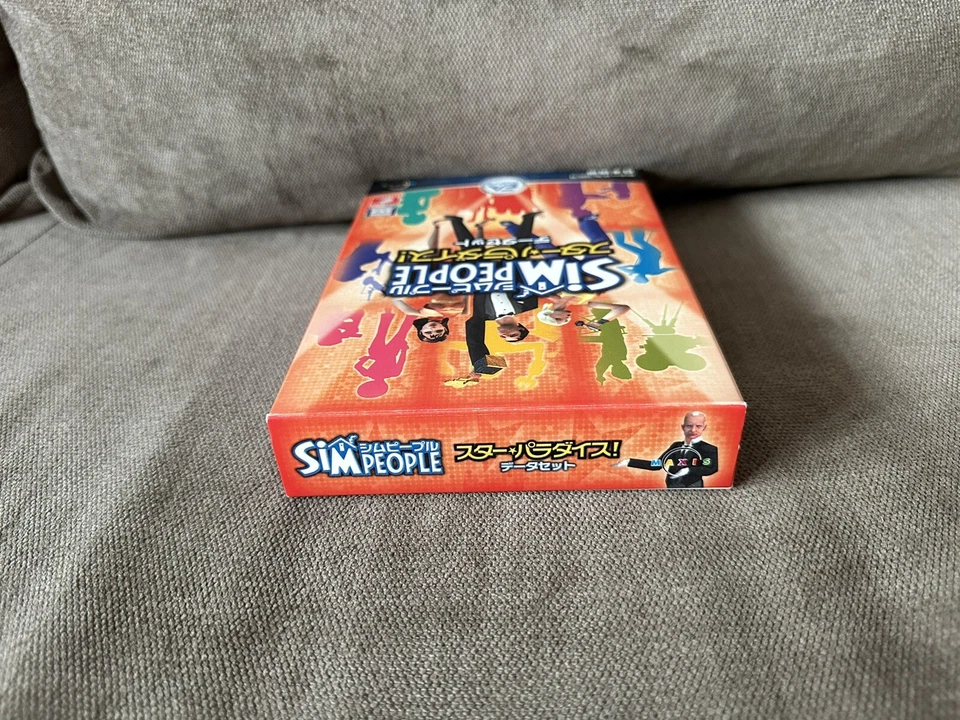 SiMPEOPLE
シムピープル
スター★パラダイス!
データセット
MAXIS
EA
SiM
PEOPLE
シムピープル
スター★パラダイス!
データセット